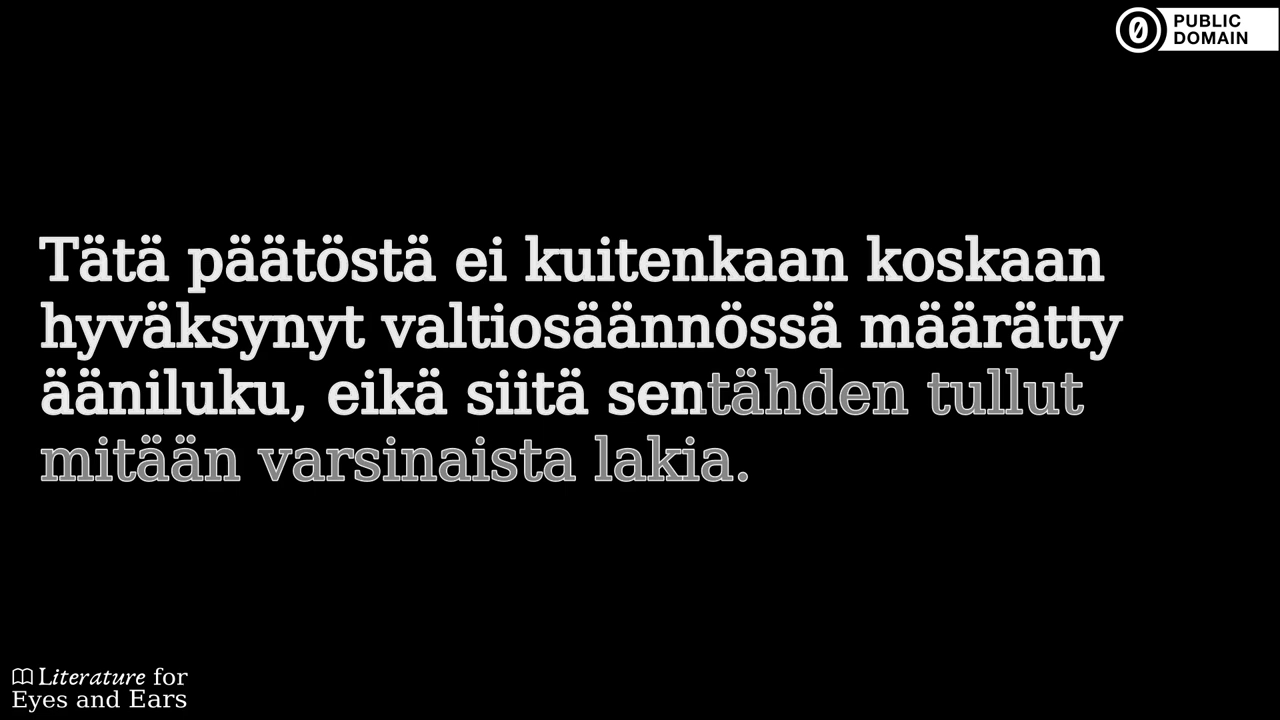 PUBLIC
DOMAIN
Tätä päätöstä ei kuitenkaan koskaan
hyväksynyt valtiosäännössä määrätty
ääniluku, eikä siitä sentähden tullut
mitään varsinaista lakia.
Literature for
Eyes and Ears